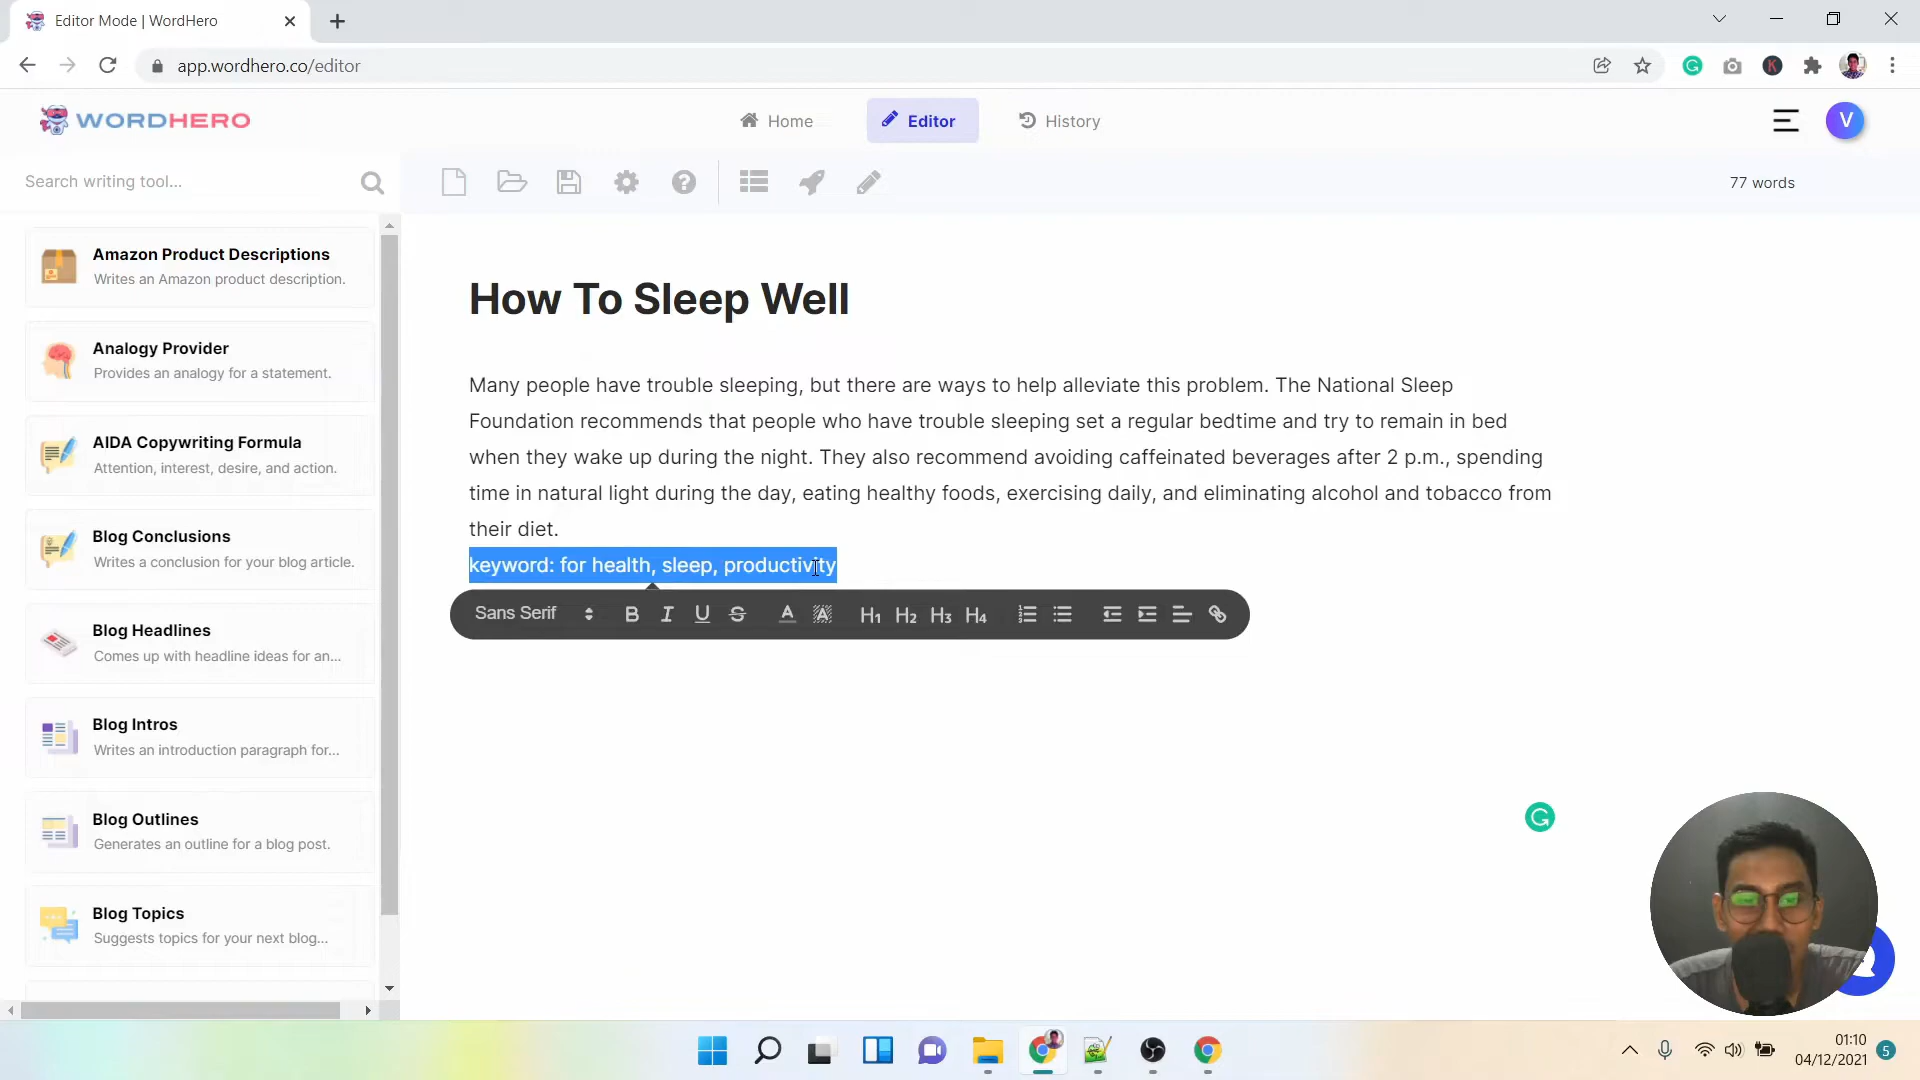 Editor Mode | WordHero
app.wordhero.co/editor
WORDHERO
Home
Editor
History
V
Search writing tool...
77 words
Amazon Product Descriptions
Writes an Amazon product description.
Analogy Provider
Provides an analogy for a statement.
AIDA Copywriting Formula
Attention, interest, desire, and action.
Blog Conclusions
Writes a conclusion for your blog article.
Blog Headlines
Comes up with headline ideas for an...
Blog Intros
Writes an introduction paragraph for...
Blog Outlines
Generates an outline for a blog post.
Blog Topics
Suggests topics for your next blog...
How To Sleep Well
Many people have trouble sleeping, but there are ways to help alleviate this problem. The National Sleep
Foundation recommends that people who have trouble sleeping set a regular bedtime and try to remain in bed
when they wake up during the night. They also recommend avoiding caffeinated beverages after 2 p.m., spending
time in natural light during the day, eating healthy foods, exercising daily, and eliminating alcohol and tobacco from
their diet.
keyword: for health, sleep, productivity
Sans Serif B I U S A A H1 H2 H3 H4
01:10
04/12/2021
5